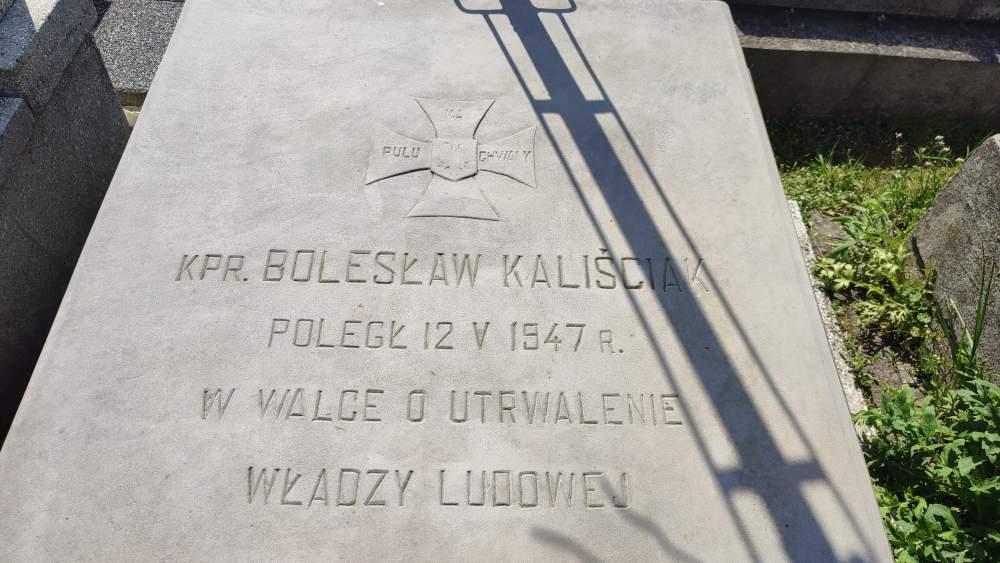 NA
POLU CHWAŁY
KPR. BOLESŁAW KALIŚCIAK
POLEGŁ 12 V 1947 R.
W WALCE O UTRWALENIE
WŁADZY LUDOWEJ